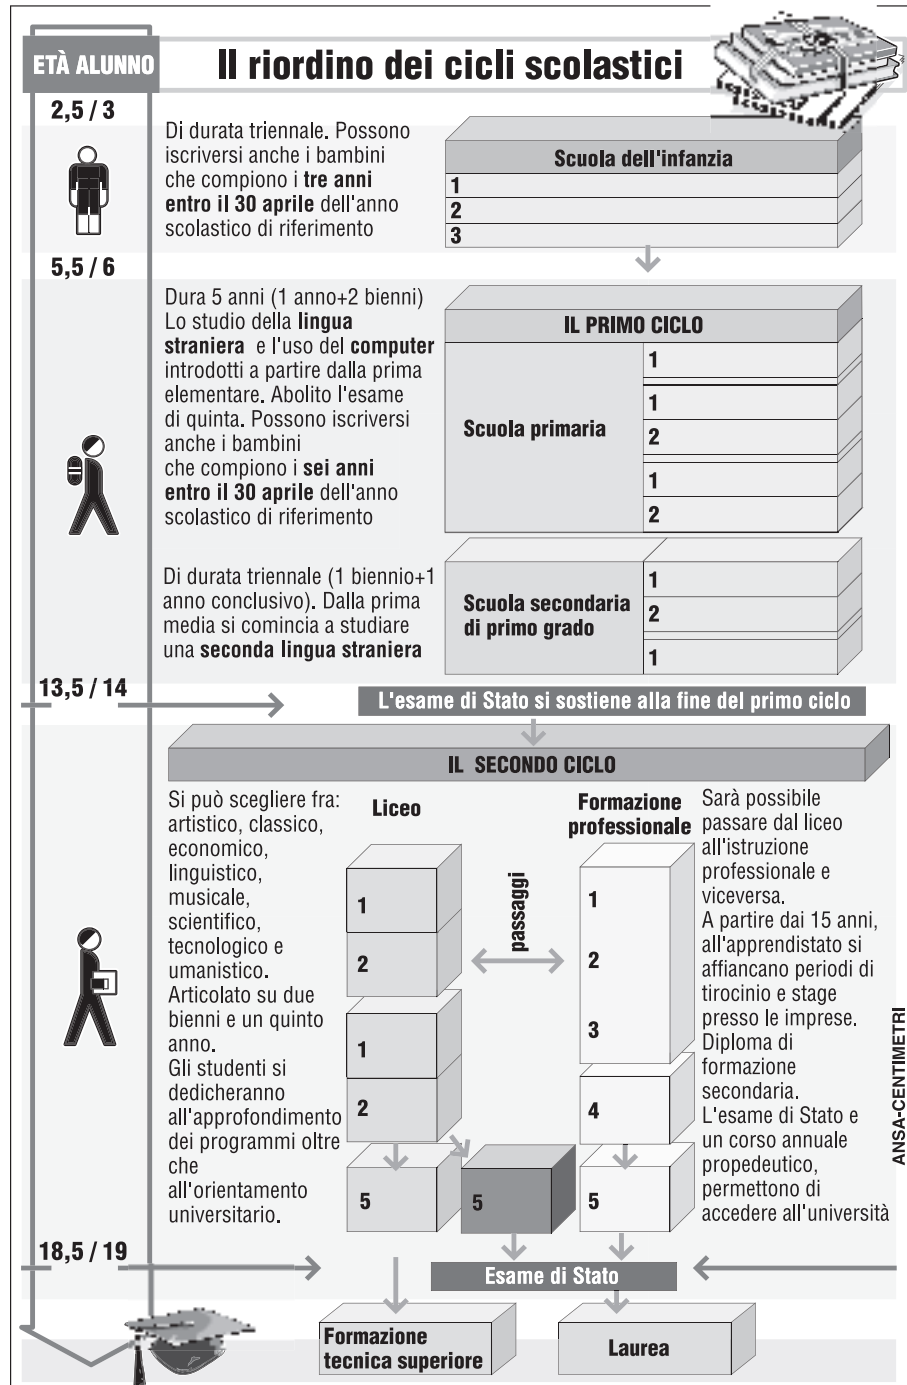 ETÀ ALUNNO
Il riordino dei cicli scolastici
2,5 / 3
Di durata triennale. Possono
iscriversi anche i bambini
che compiono i tre anni
entro il 30 aprile dell'anno
scolastico di riferimento
Scuola dell'infanzia
1
2
3
5,5 / 6
Dura 5 anni (1 anno+2 bienni)
Lo studio della lingua
straniera e l'uso del computer
introdotti a partire dalla prima
elementare. Abolito l'esame
di quinta. Possono iscriversi
anche i bambini
che compiono i sei anni
entro il 30 aprile dell'anno
scolastico di riferimento
IL PRIMO CICLO
Scuola primaria
1
1
2
1
2
Di durata triennale (1 biennio+1
anno conclusivo). Dalla prima
media si comincia a studiare
una seconda lingua straniera
Scuola secondaria
di primo grado
1
2
1
13,5 / 14
L'esame di Stato si sostiene alla fine del primo ciclo
IL SECONDO CICLO
Si può scegliere fra:
artistico, classico,
economico,
linguistico,
musicale,
scientifico,
tecnologico e
umanistico.
Articolato su due
bienni e un quinto
anno.
Gli studenti si
dedicheranno
all'approfondimento
dei programmi oltre
che
all'orientamento
universitario.
Liceo
1
2
1
2
5
5
passaggi
Formazione
professionale
1
2
3
4
5
Sarà possibile
passare dal liceo
all'istruzione
professionale e
viceversa.
A partire dai 15 anni,
all'apprendistato si
affiancano periodi di
tirocinio e stage
presso le imprese.
Diploma di
formazione
secondaria.
L'esame di Stato e
un corso annuale
propedeutico,
permettono di
accedere all'università
ANSA-CENTIMETRI
18,5 / 19
Esame di Stato
Formazione
tecnica superiore
Laurea